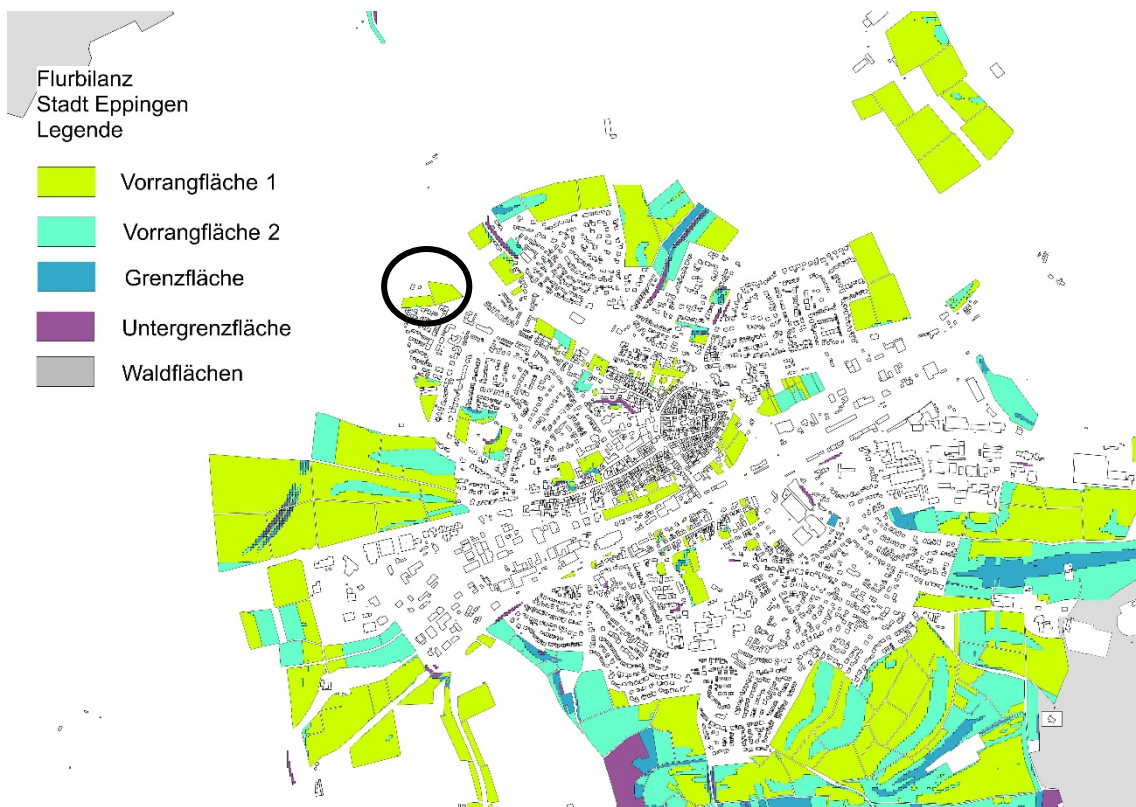 Flurbilanz
Stadt Eppingen
Legende
Vorrangfläche 1
Vorrangfläche 2
Grenzfläche
Untergrenzfläche
Waldflächen